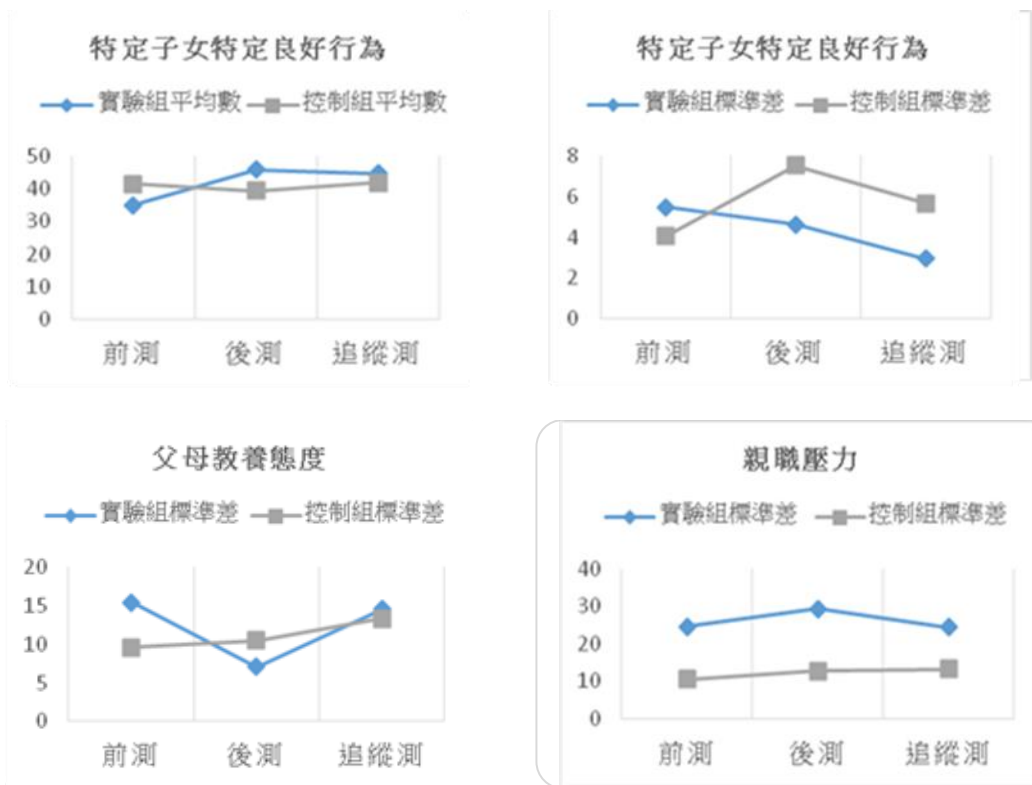 特定子女特定良好行為
實驗組平均數 控制組平均數
50
40
30
20
10
0
前測 後測 追縱測
特定子女特定良好行為
實驗組標準差 控制組標準差
8
6
4
2
0
前測 後測 追縱測
父母教養態度
實驗組標準差 控制組標準差
20
15
10
5
0
前測 後測 追縱測
親職壓力
實驗組標準差 控制組標準差
40
30
20
10
0
前測 後測 追縱測